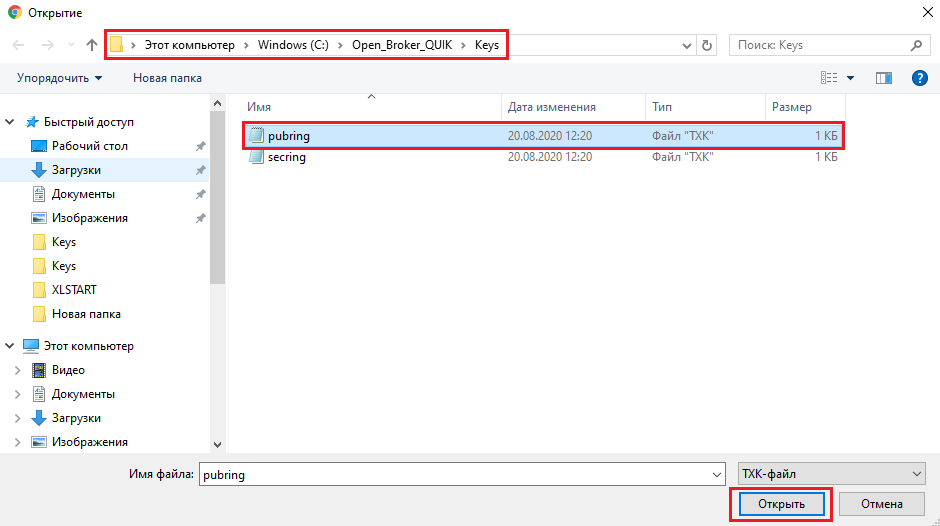 Открытие
Этот компьютер > Windows (C:) > Open_Broker_QUIK > Keys
Поиск: Keys
Упорядочить
Новая папка
?
Имя Дата изменения Тип Размер
pubring 20.08.2020 12:20 Файл "TXK" 1 КБ
secring 20.08.2020 12:20 Файл "TXK" 1 КБ
Быстрый доступ
Рабочий стол
Загрузки
Документы
Изображения
Keys
Keys
XLSTART
Новая папка
Этот компьютер
Видео
Документы
Загрузки
Изображения
Имя файла: pubring
TXK-файл
Открыть
Отмена